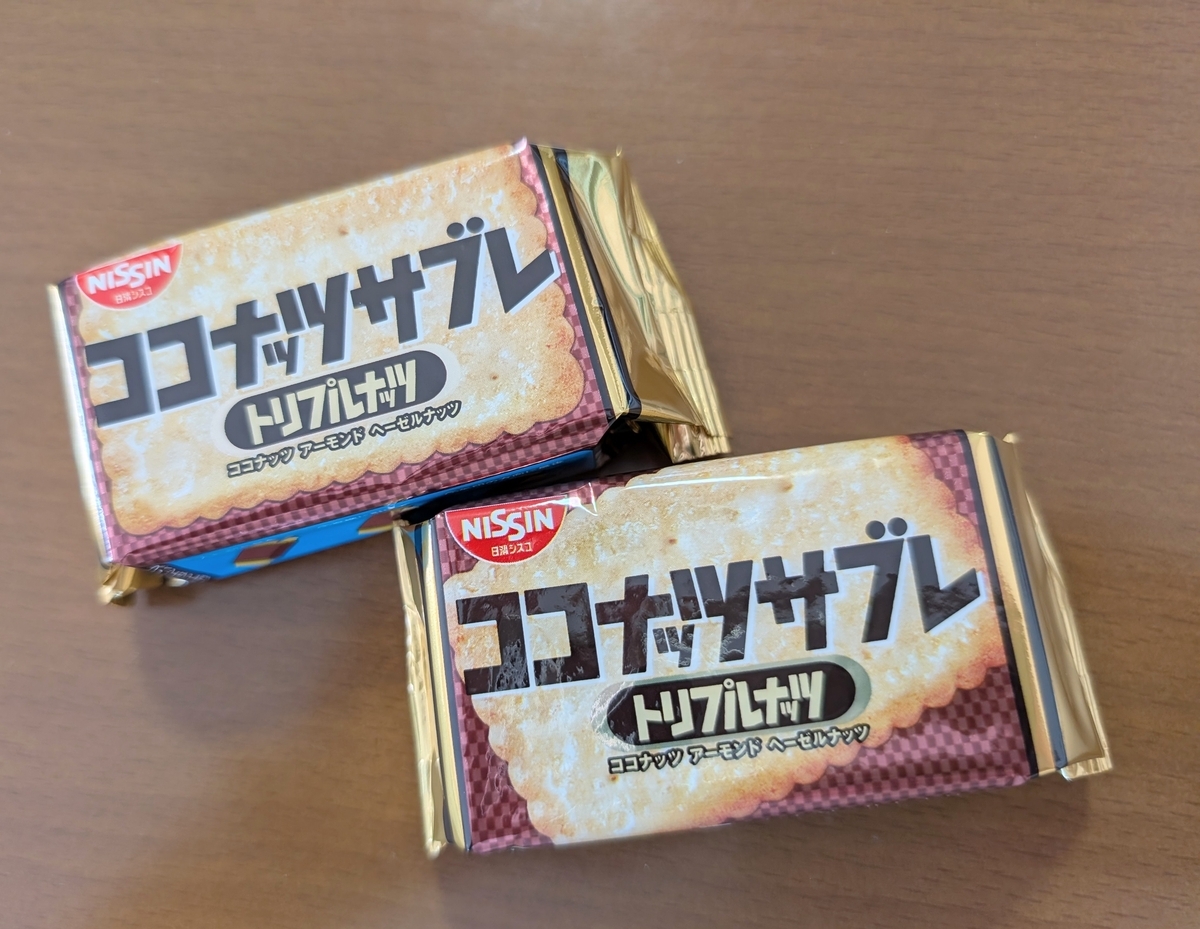 NISSIN
日清シスコ
ココナッツサブレ
トリプルナッツ
ココナッツ アーモンド ヘーゼルナッツ
NISSIN
日清シスコ
ココナッツサブレ
トリプルナッツ
ココナッツ アーモンド ヘーゼルナッツ